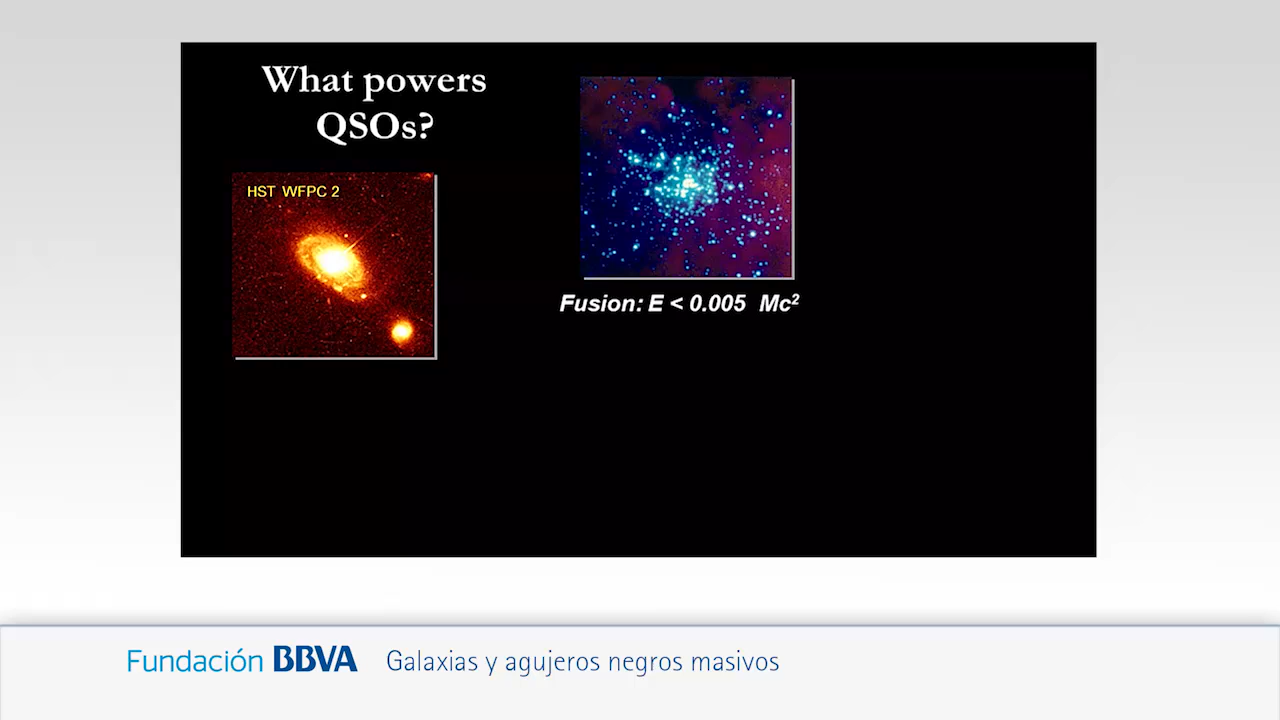 What powers
QSOs?
HST WFPC 2
Fusion: E < 0.005 Mc²
Fundación BBVA
Galaxias y agujeros negros masivos